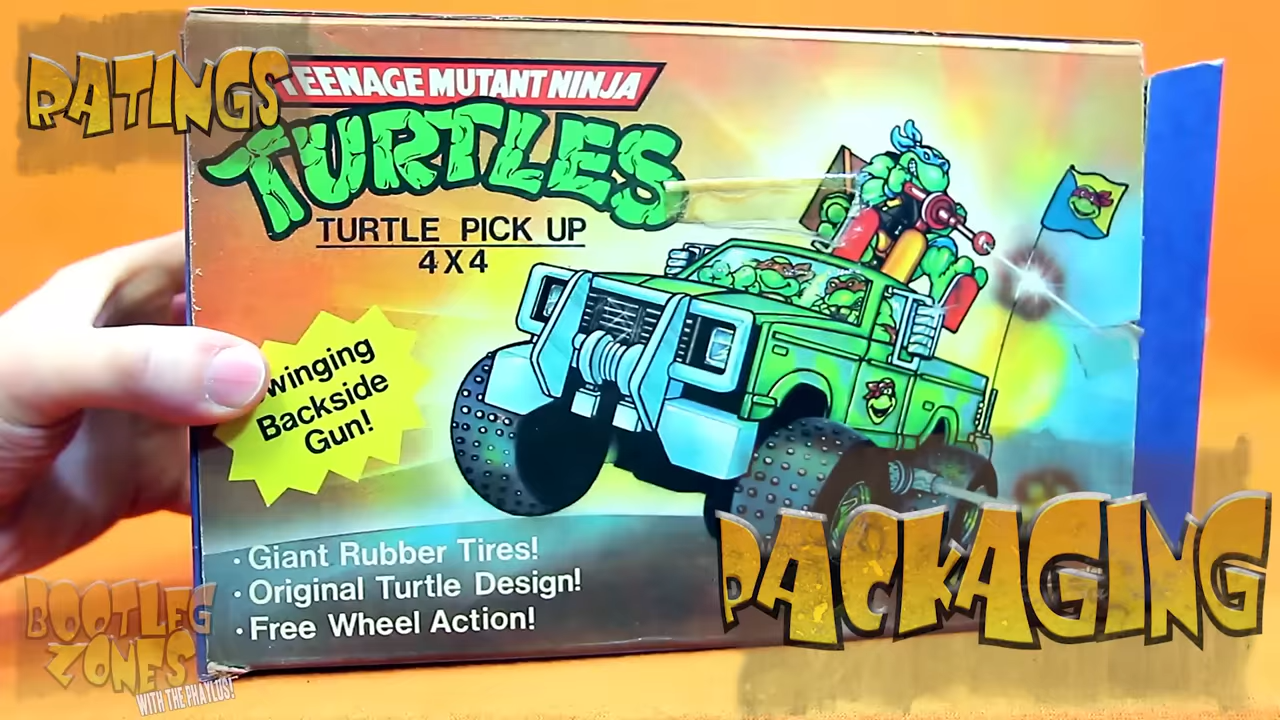 RATINGS
TEENAGE MUTANT NINJA
TURTLES
TURTLE PICK UP
4X4
winging
Backside
Gun!
· Giant Rubber Tires!
· Original Turtle Design!
· Free Wheel Action!
PACKAGING
BOOTLEG
ZONES
WITH THE PHAYLUS!